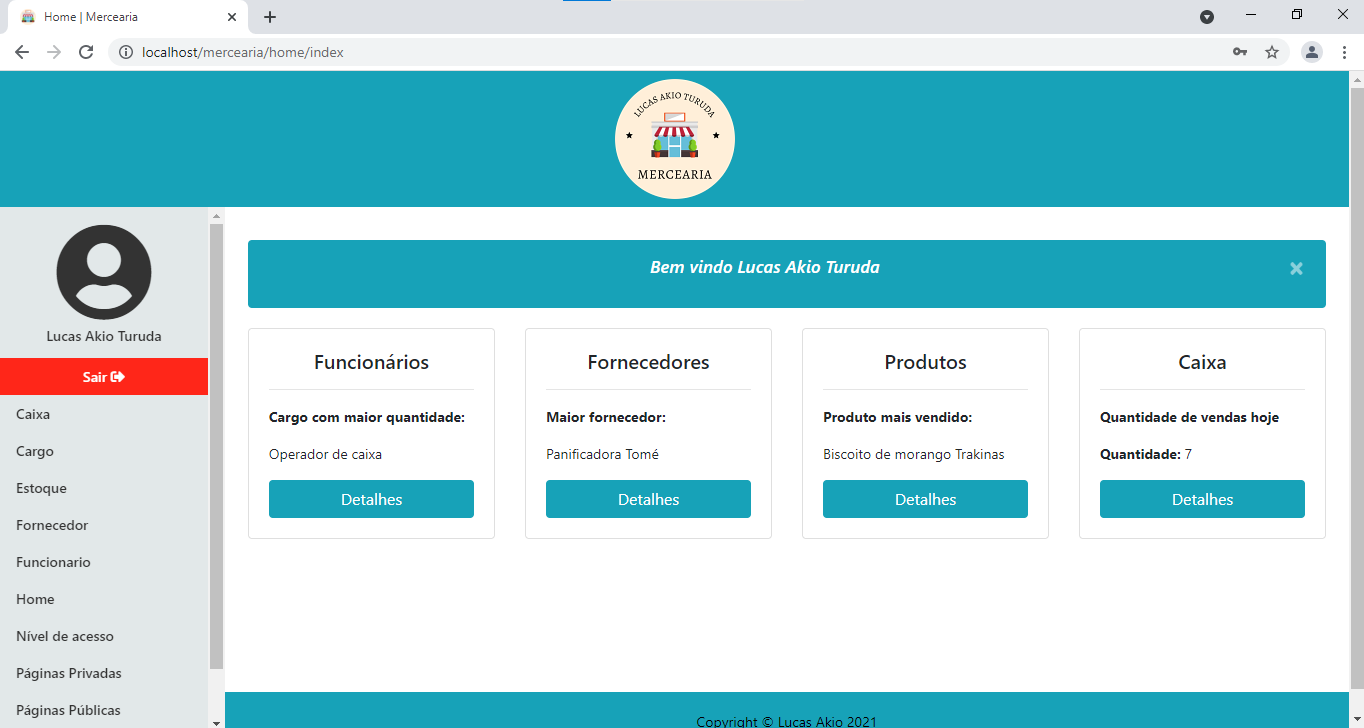 Home | Mercearia
localhost/mercearia/home/index
LUCAS AKIO TURUDA
MERCEARIA
Lucas Akio Turuda
Sair
Caixa
Cargo
Estoque
Fornecedor
Funcionario
Home
Nível de acesso
Páginas Privadas
Páginas Públicas
Bem vindo Lucas Akio Turuda
Funcionários
Cargo com maior quantidade:
Operador de caixa
Detalhes
Fornecedores
Maior fornecedor:
Panificadora Tomé
Detalhes
Produtos
Produto mais vendido:
Biscoito de morango Trakinas
Detalhes
Caixa
Quantidade de vendas hoje
Quantidade: 7
Detalhes
Copyright © Lucas Akio 2021